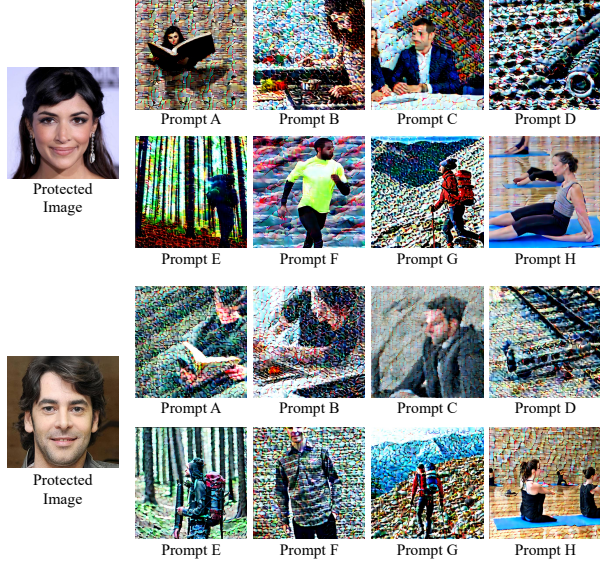 Prompt A
Prompt B
Prompt C
Prompt D
Protected
Image
Prompt E
Prompt F
Prompt G
Prompt H
Prompt A
Prompt B
Prompt C
Prompt D
Protected
Image
Prompt E
Prompt F
Prompt G
Prompt H